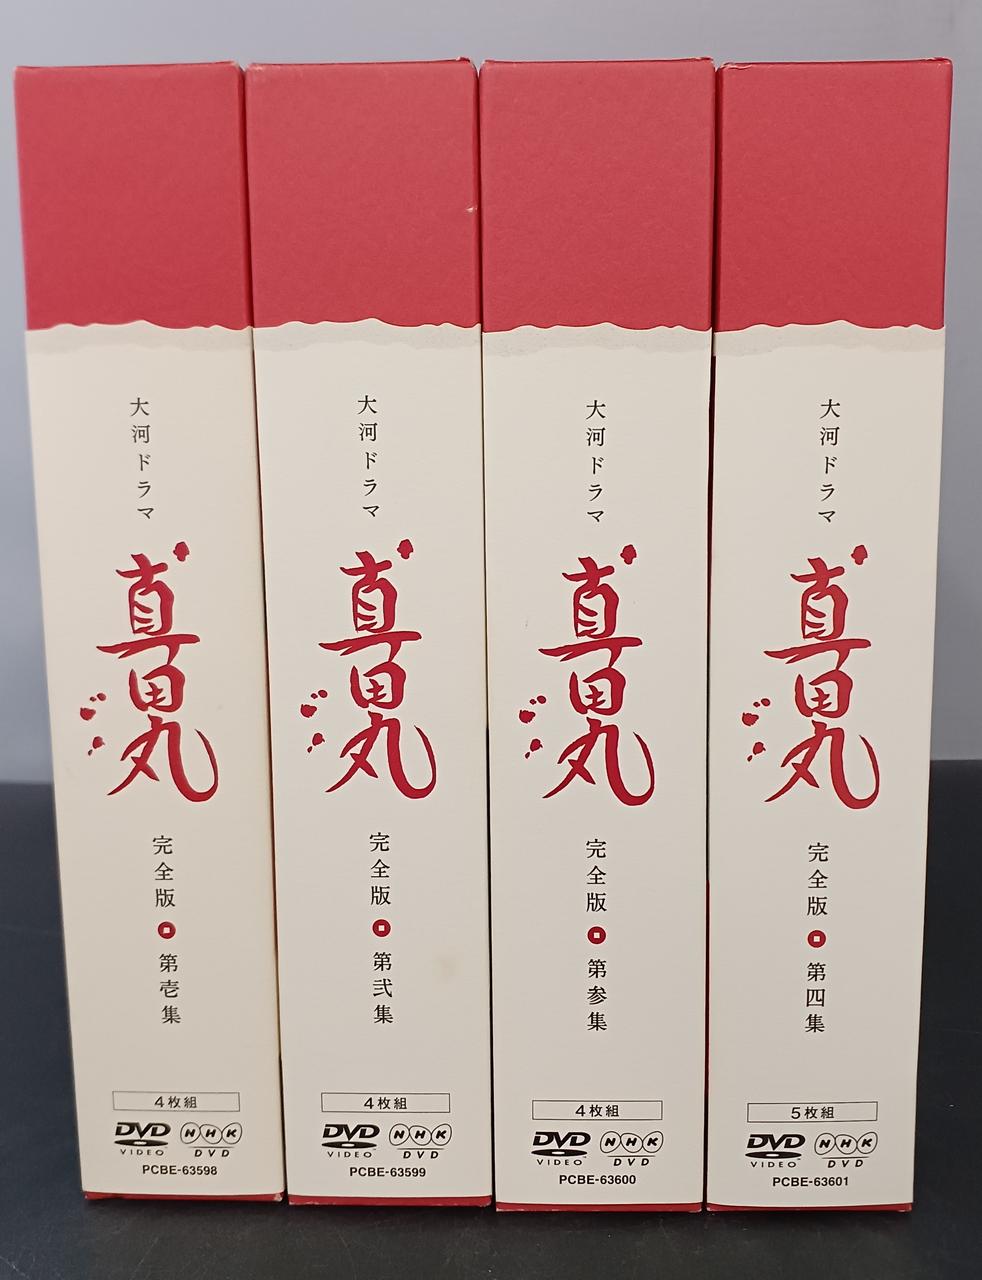 大河ドラマ
真田丸
完全版
第壱集
4枚組
DVD
VIDEO
NHK
DVD
PCBE-63598
大河ドラマ
真田丸
完全版
第弐集
4枚組
DVD
VIDEO
NHK
DVD
PCBE-63599
大河ドラマ
真田丸
完全版
第参集
4枚組
DVD
VIDEO
NHK
DVD
PCBE-63600
大河ドラマ
真田丸
完全版
第四集
5枚組
DVD
VIDEO
NHK
DVD
PCBE-63601